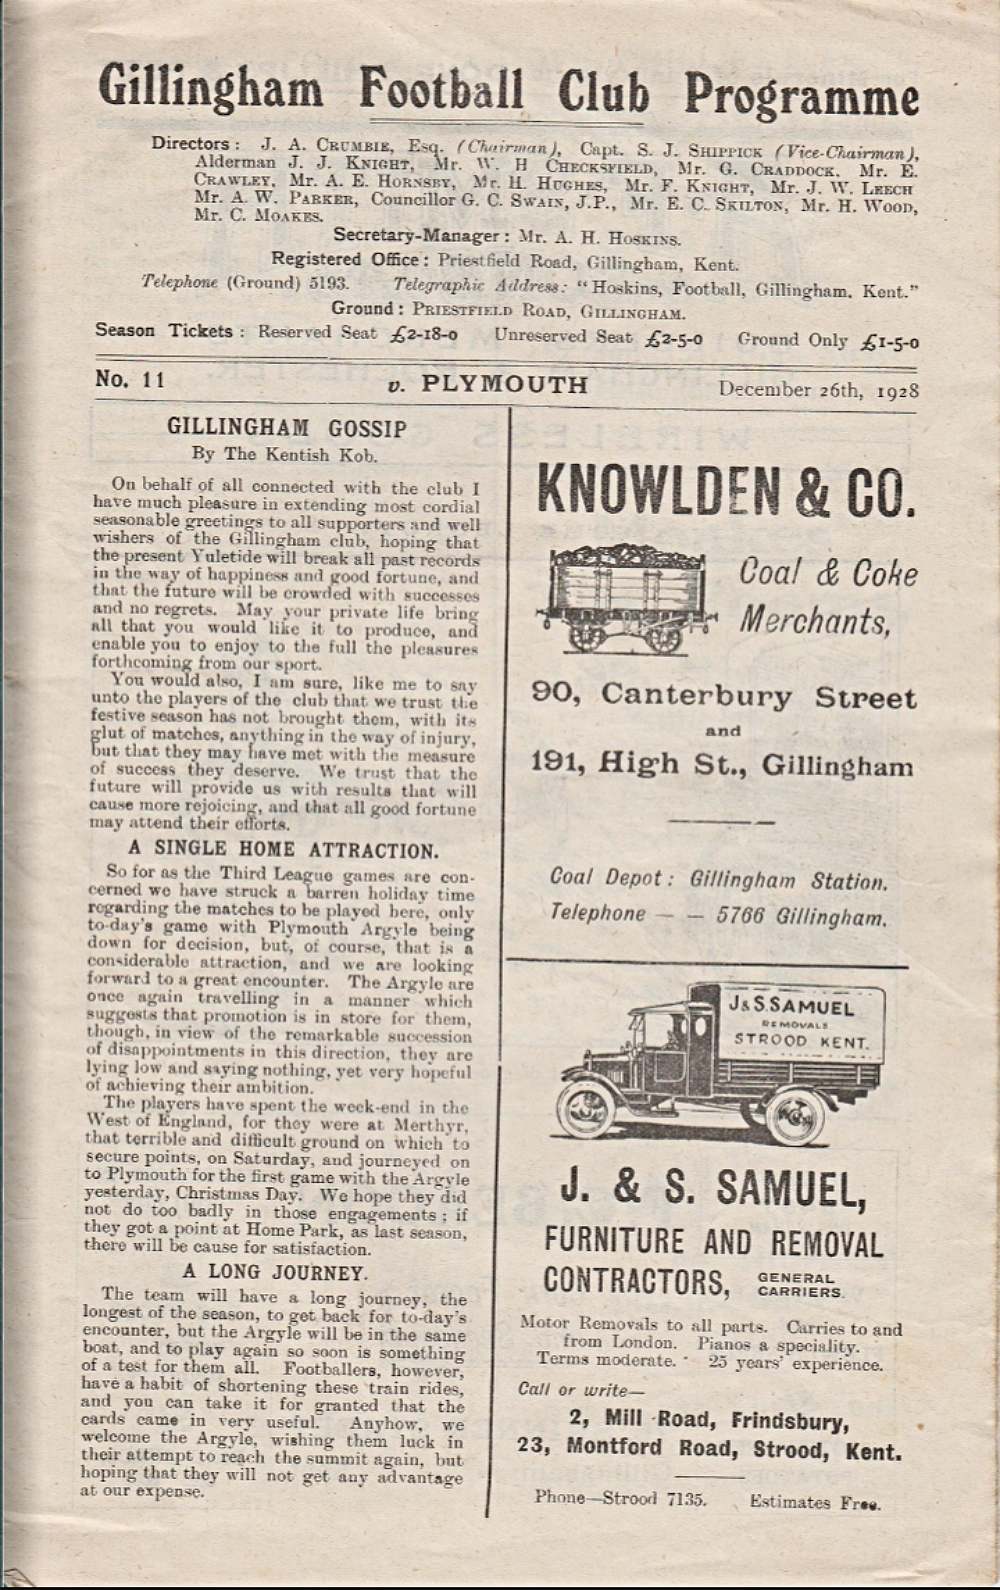 Gillingham Football Club Programme
Directors : J. A. CRUMBIE, Esq. (Chairman), Capt. S. J. SHIPPICK (Vice-Chairman),
Alderman J. J. KNIGHT, Mr. W. H CHECKSFIELD, Mr. G. CRADDOCK, Mr. E.
CRAWLEY, Mr. A. E. HORNSBY, Mr. H. HUGHES, Mr. F. KNIGHT, Mr. J. W. LEECH
Mr. A. W. PARKER, Councillor G. C. SWAIN, J.P., Mr. E. C. SKILTON, Mr. H. WOOD,
Mr. C. MOAKES.
Secretary-Manager : Mr. A. H. HOSKINS.
Registered Office : Priestfield Road, Gillingham, Kent.
Telephone (Ground) 5193. Telegraphic Address: "Hoskins, Football, Gillingham, Kent."
Ground : PRIESTFIELD ROAD, GILLINGHAM.
Season Tickets : Reserved Seat £2-18-0 Unreserved Seat £2-5-0 Ground Only £1-5-0
No. 11 v. PLYMOUTH December 26th, 1928
GILLINGHAM GOSSIP
By The Kentish Kob.
On behalf of all connected with the club I
have much pleasure in extending most cordial
seasonable greetings to all supporters and well
wishers of the Gillingham club, hoping that
the present Yuletide will break all past records
in the way of happiness and good fortune, and
that the future will be crowded with successes
and no regrets. May your private life bring
all that you would like it to produce, and
enable you to enjoy to the full the pleasures
forthcoming from our sport.
You would also, I am sure, like me to say
unto the players of the club that we trust the
festive season has not brought them, with its
glut of matches, anything in the way of injury,
but that they may have met with the measure
of success they deserve. We trust that the
future will provide us with results that will
cause more rejoicing, and that all good fortune
may attend their efforts.
A SINGLE HOME ATTRACTION.
So for as the Third League games are con-
cerned we have struck a barren holiday time
regarding the matches to be played here, only
to-day's game with Plymouth Argyle being
down for decision, but, of course, that is a
considerable attraction, and we are looking
forward to a great encounter. The Argyle are
once again travelling in a manner which
suggests that promotion is in store for them,
though, in view of the remarkable succession
of disappointments in this direction, they are
lying low and saying nothing, yet very hopeful
of achieving their ambition.
The players have spent the week-end in the
West of England, for they were at Merthyr,
that terrible and difficult ground on which to
secure points, on Saturday, and journeyed on
to Plymouth for the first game with the Argyle
yesterday, Christmas Day. We hope they did
not do too badly in those engagements ; if
they got a point at Home Park, as last season,
there will be cause for satisfaction.
A LONG JOURNEY.
The team will have a long journey, the
longest of the season, to get back for to-day's
encounter, but the Argyle will be in the same
boat, and to play again so soon is something
of a test for them all. Footballers, however,
have a habit of shortening these train rides,
and you can take it for granted that the
cards came in very useful. Anyhow, we
welcome the Argyle, wishing them luck in
their attempt to reach the summit again, but
hoping that they will not get any advantage
at our expense.
KNOWLDEN & CO.
Coal & Coke
Merchants,
90, Canterbury Street
and
191, High St., Gillingham
Coal Depot : Gillingham Station.
Telephone — — 5766 Gillingham.
J & S. SAMUEL
REMOVALS
STROOD KENT.
J. & S. SAMUEL,
FURNITURE AND REMOVAL
CONTRACTORS, GENERAL CARRIERS.
Motor Removals to all parts. Carries to and
from London. Pianos a speciality.
Terms moderate. 25 years' experience.
Call or write—
2, Mill Road, Frindsbury,
23, Montford Road, Strood, Kent.
Phone—Strood 7135. Estimates Free.